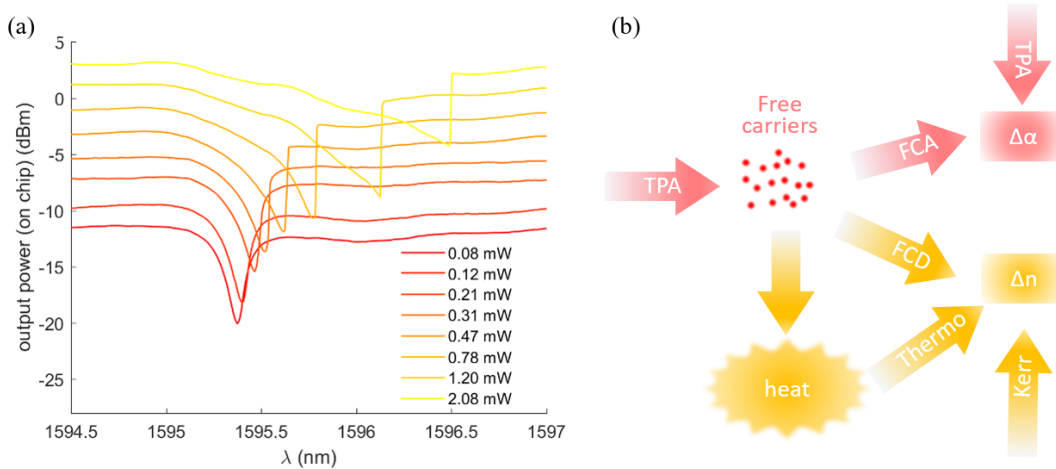 (a)
output power (on chip) (dBm)
5
0
-5
-10
-15
-20
-25
1594.5 1595 1595.5 1596 1596.5 1597
λ (nm)
0.08 mW
0.12 mW
0.21 mW
0.31 mW
0.47 mW
0.78 mW
1.20 mW
2.08 mW
(b)
TPA
Free
carriers
TPA
FCA
Δα
FCD
Δn
Thermo
heat
Kerr